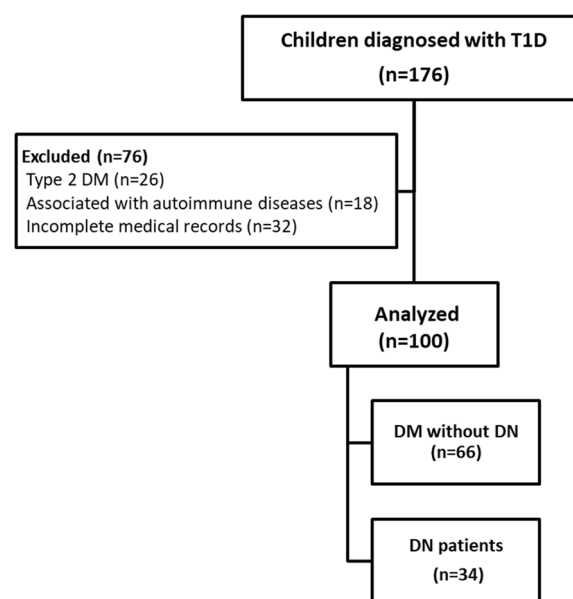 Children diagnosed with T1D
(n=176)
Excluded (n=76)
Type 2 DM (n=26)
Associated with autoimmune diseases (n=18)
Incomplete medical records (n=32)
Analyzed
(n=100)
DM without DN
(n=66)
DN patients
(n=34)